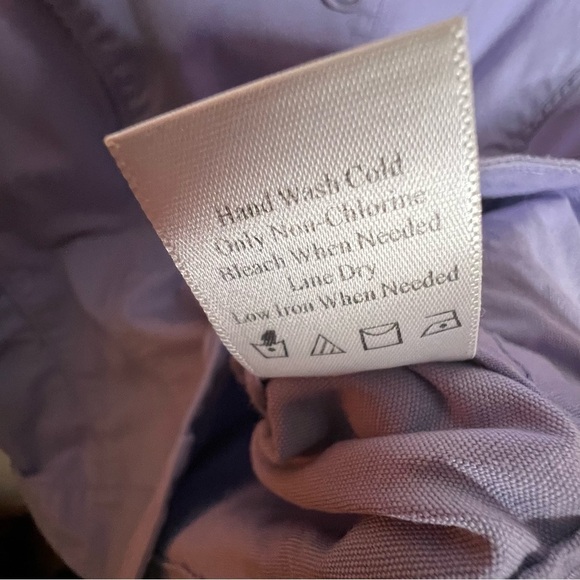 Hand Wash Cold
Only Non-Chlorine
Bleach When Needed
Line Dry
Low Iron When Needed